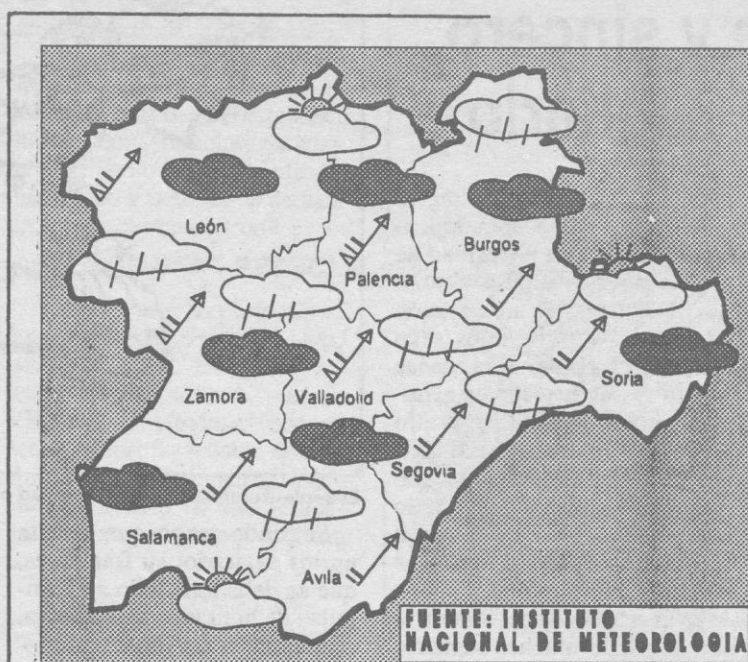 León
Burgos
Palencia
Soria
Zamora
Valladolid
Segovia
Salamanca
Avila
FUENTE: INSTITUTO
NACIONAL DE METEOROLOGIA